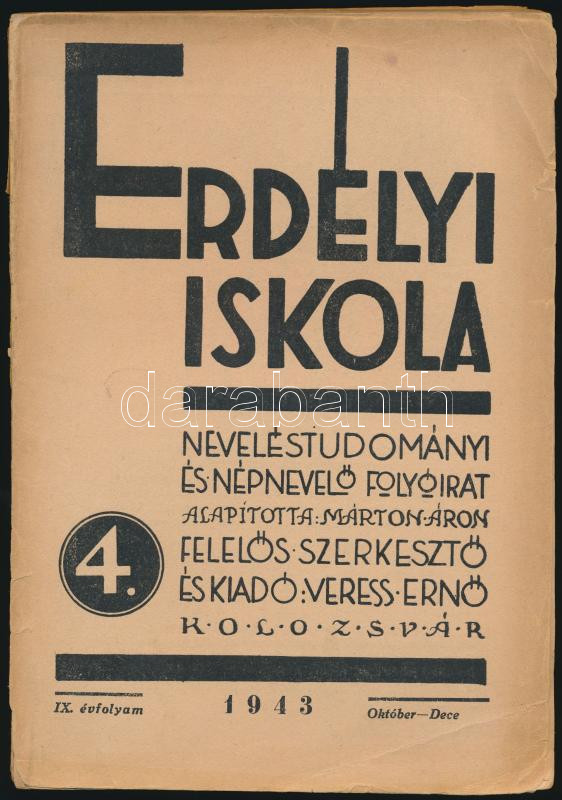 ERDÉLYI
ISKOLA
darabanth
NEVELÉSTUDOMÁNYI
ÉS·NÉPNEVELŐ FOLYÓIRAT
ALAPÍTOTTA: MÁRTON ÁRON
FELELŐS·SZERKESZTŐ
ÉS KIADÓ: VERESS·ERNŐ
K·O·L·O·Z·S·V·Á·R
4.
IX. évfolyam
1943
Október—Dece